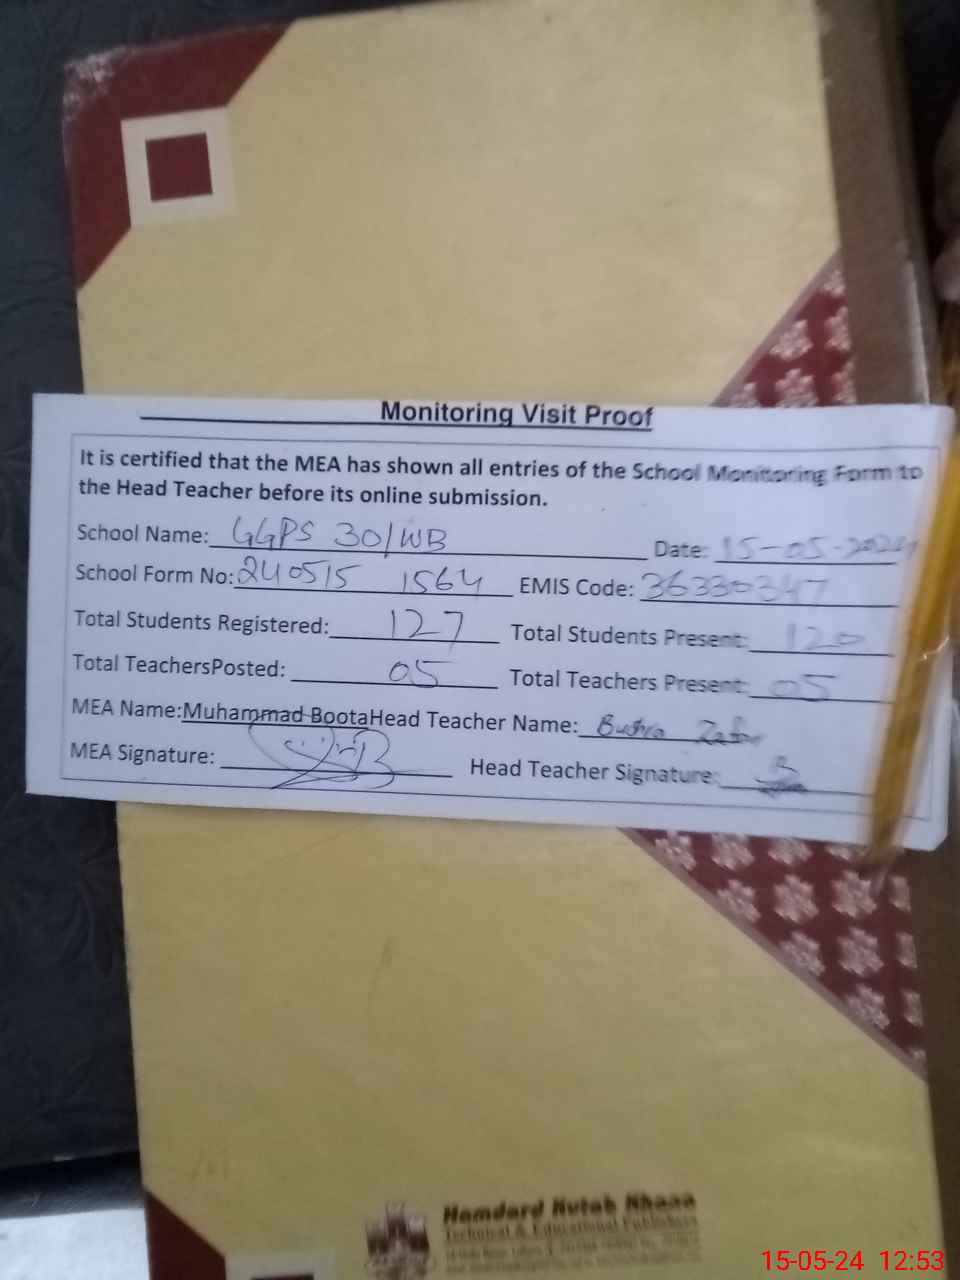 Monitoring Visit Proof
It is certified that the MEA has shown all entries of the School Monitoring Form to
the Head Teacher before its online submission.
School Name: GGPS 30/WB Date: 15-05-2024
School Form No: 240515 1564 EMIS Code: 36330347
Total Students Registered: 127 Total Students Present: 120
Total TeachersPosted: 05 Total Teachers Present: 05
MEA Name:Muhammad BootaHead Teacher Name: Bushra Zafar
MEA Signature: Head Teacher Signature:
Hamdard Kutab Khana
Technical & Educational Publishers
15-05-24 12:53